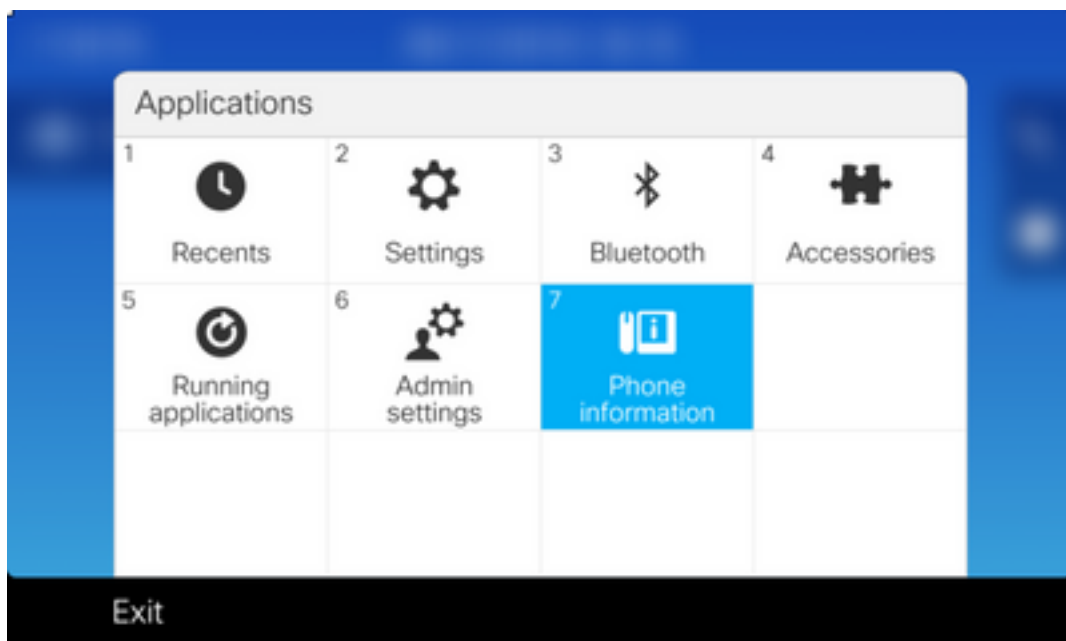 Applications
1
Recents
2
Settings
3
Bluetooth
4
Accessories
5
Running
applications
6
Admin
settings
7
Phone
information
Exit